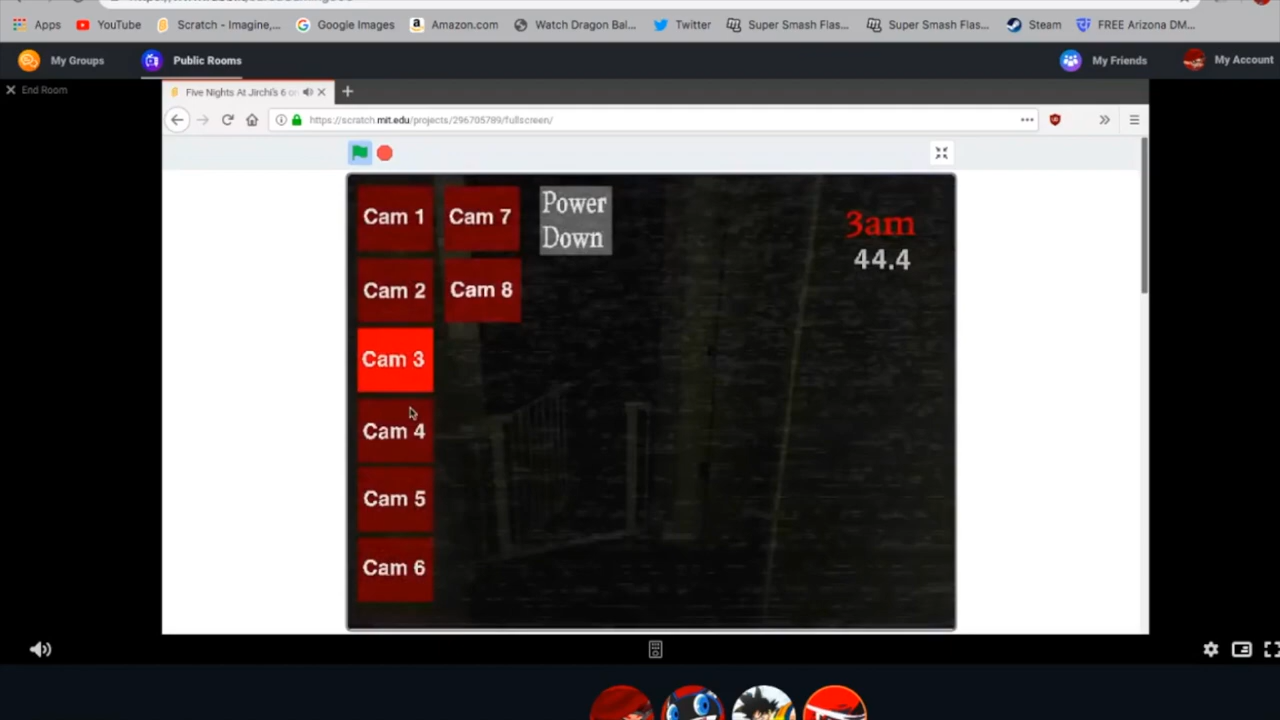 Apps YouTube Scratch - Imagine,... Google Images Amazon.com Watch Dragon Bal... Twitter Super Smash Flas... Super Smash Flas... Steam FREE Arizona DM...
My Groups Public Rooms My Friends My Account
End Room
Five Nights At Jirchi's 6 on
https://scratch.mit.edu/projects/296705789/fullscreen/
Cam 1 Cam 7 Power
Down
3am
44.4
Cam 2 Cam 8
Cam 3
Cam 4
Cam 5
Cam 6